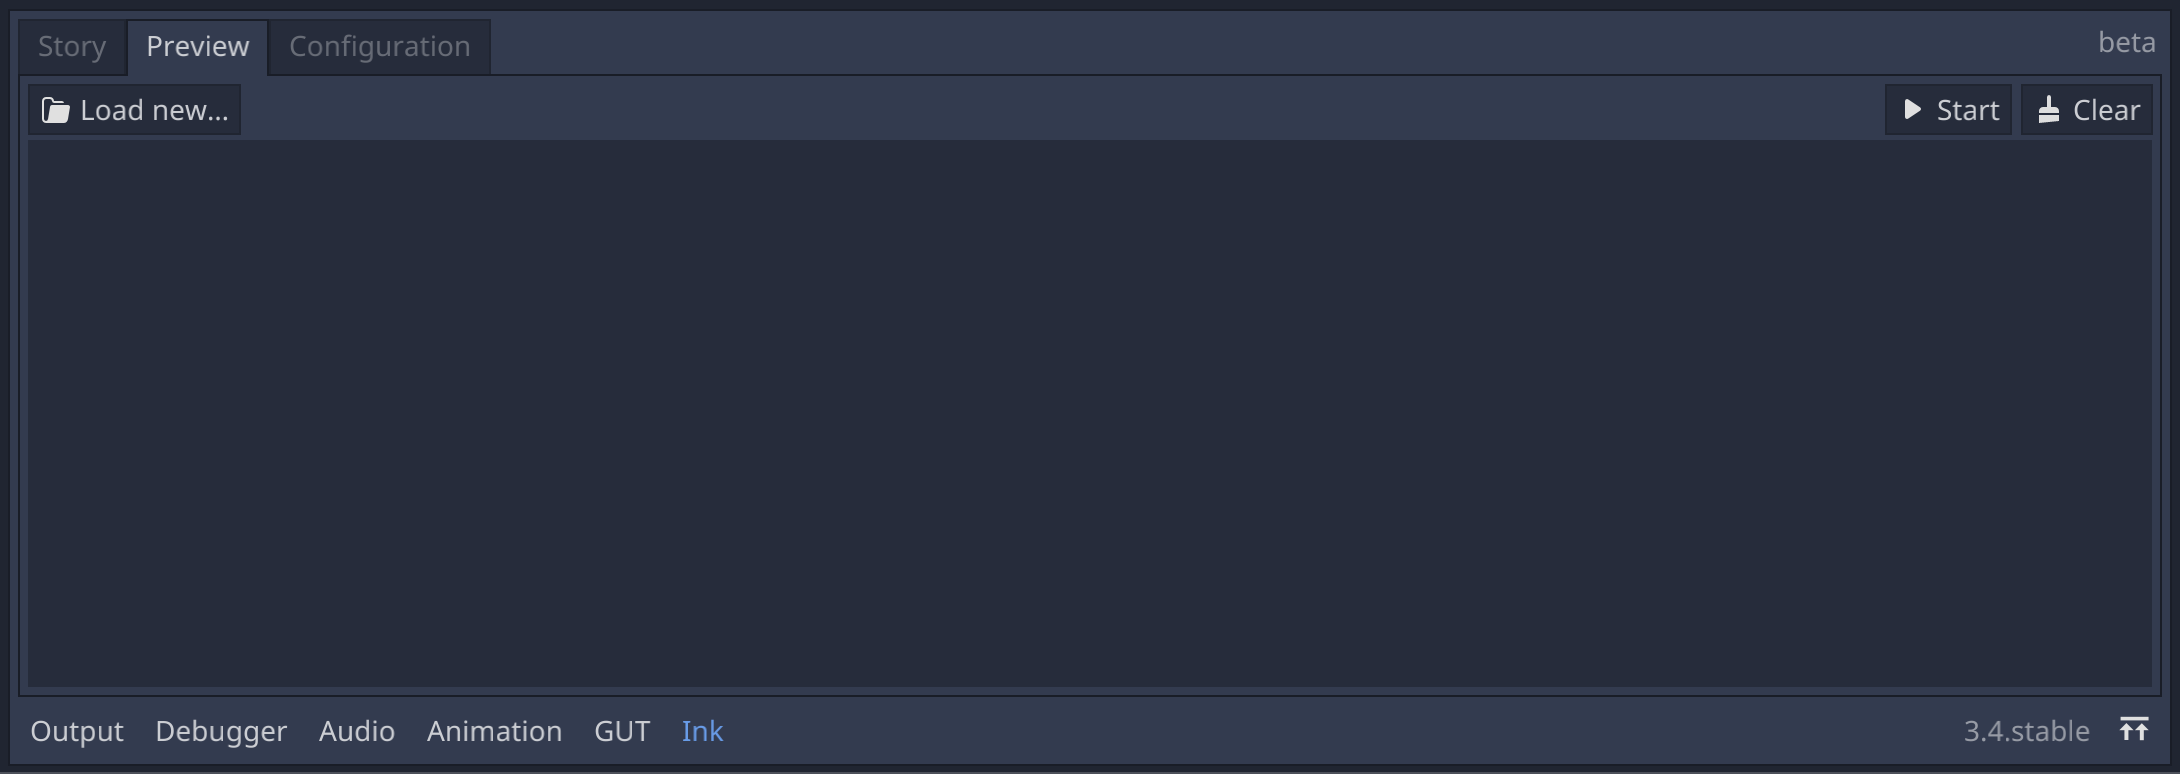 Story Preview Configuration beta
Load new... Start Clear
Output Debugger Audio Animation GUT Ink 3.4.stable